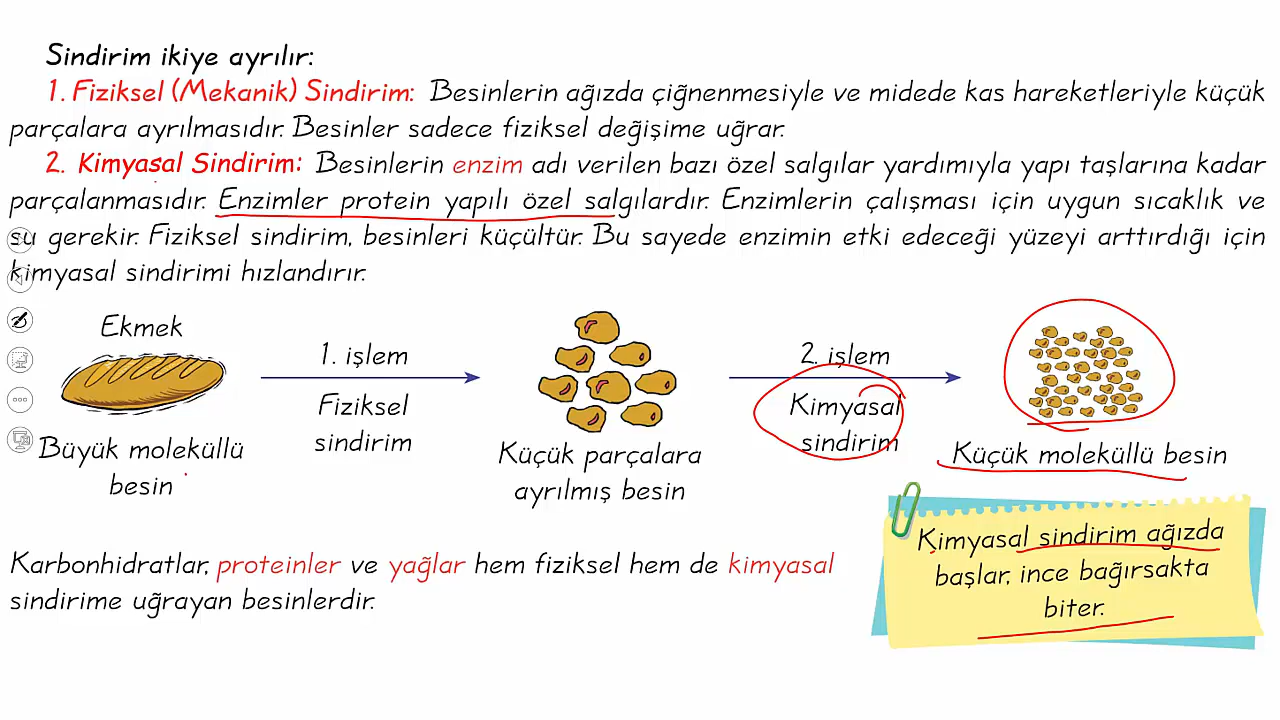 Sindirim ikiye ayrılır:
1. Fiziksel (Mekanik) Sindirim: Besinlerin ağızda çiğnenmesiyle ve midede kas hareketleriyle küçük
parçalara ayrılmasıdır. Besinler sadece fiziksel değişime uğrar.
2. Kimyasal Sindirim: Besinlerin enzim adı verilen bazı özel salgılar yardımıyla yapı taşlarına kadar
parçalanmasıdır. Enzimler protein yapılı özel salgılardır. Enzimlerin çalışması için uygun sıcaklık ve
su gerekir. Fiziksel sindirim, besinleri küçültür. Bu sayede enzimin etki edeceği yüzeyi arttırdığı için
kimyasal sindirimi hızlandırır.
Ekmek
Büyük moleküllü
besin
1. işlem
Fiziksel
sindirim
Küçük parçalara
ayrılmış besin
2. işlem
Kimyasal
sindirim
Küçük moleküllü besin
Karbonhidratlar, proteinler ve yağlar hem fiziksel hem de kimyasal
sindirime uğrayan besinlerdir.
Kimyasal sindirim ağızda
başlar, ince bağırsakta
biter.